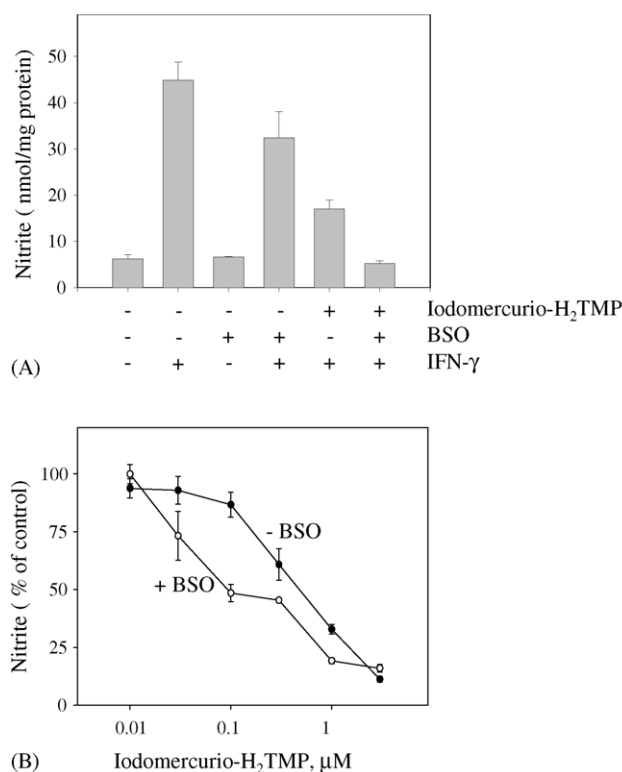 50
40
30
20
10
0
Nitrite ( nmol/mg protein)
- - - - + + Iodomercurio-H₂TMP
- - + + - + BSO
- + - + + + IFN-γ
(A)
100
75
50
25
0
Nitrite ( % of control)
- BSO
+ BSO
0.01 0.1 1
(B) Iodomercurio-H₂TMP, μM